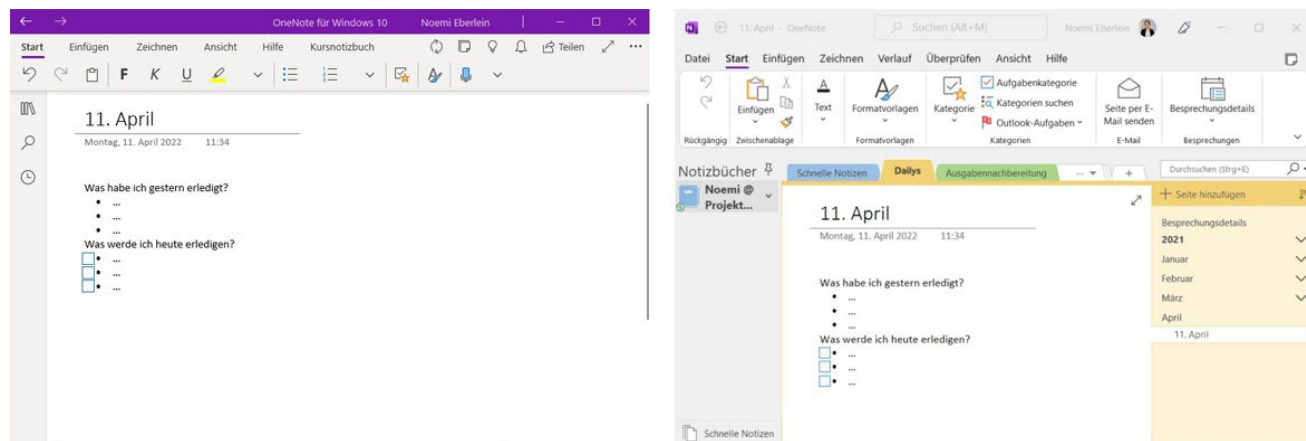 OneNote für Windows 10 Noemi Eberlein
Start Einfügen Zeichnen Ansicht Hilfe Kursnotizbuch Teilen
F K U
11. April
Montag, 11. April 2022 11:34
Was habe ich gestern erledigt?
• ...
• ...
• ...
Was werde ich heute erledigen?
• ...
• ...
• ...
11. April - OneNote Suchen (Alt+M) Noemi Eberlein
Datei Start Einfügen Zeichnen Verlauf Überprüfen Ansicht Hilfe
Einfügen Text Formatvorlagen Kategorie Aufgabenkategorie
Kategorien suchen
Outlook-Aufgaben
Seite per E-
Mail senden
Besprechungsdetails
Rückgängig Zwischenablage Formatvorlagen Kategorien E-Mail Besprechungen
Notizbücher Schnelle Notizen Dailys Ausgabennachbereitung ... + Durchsuchen (Strg+E)
Noemi @
Projekt...
11. April
Montag, 11. April 2022 11:34
Was habe ich gestern erledigt?
• ...
• ...
• ...
Was werde ich heute erledigen?
• ...
• ...
• ...
Seite hinzufügen
Besprechungsdetails
2021
Januar
Februar
März
April
11. April
Schnelle Notizen